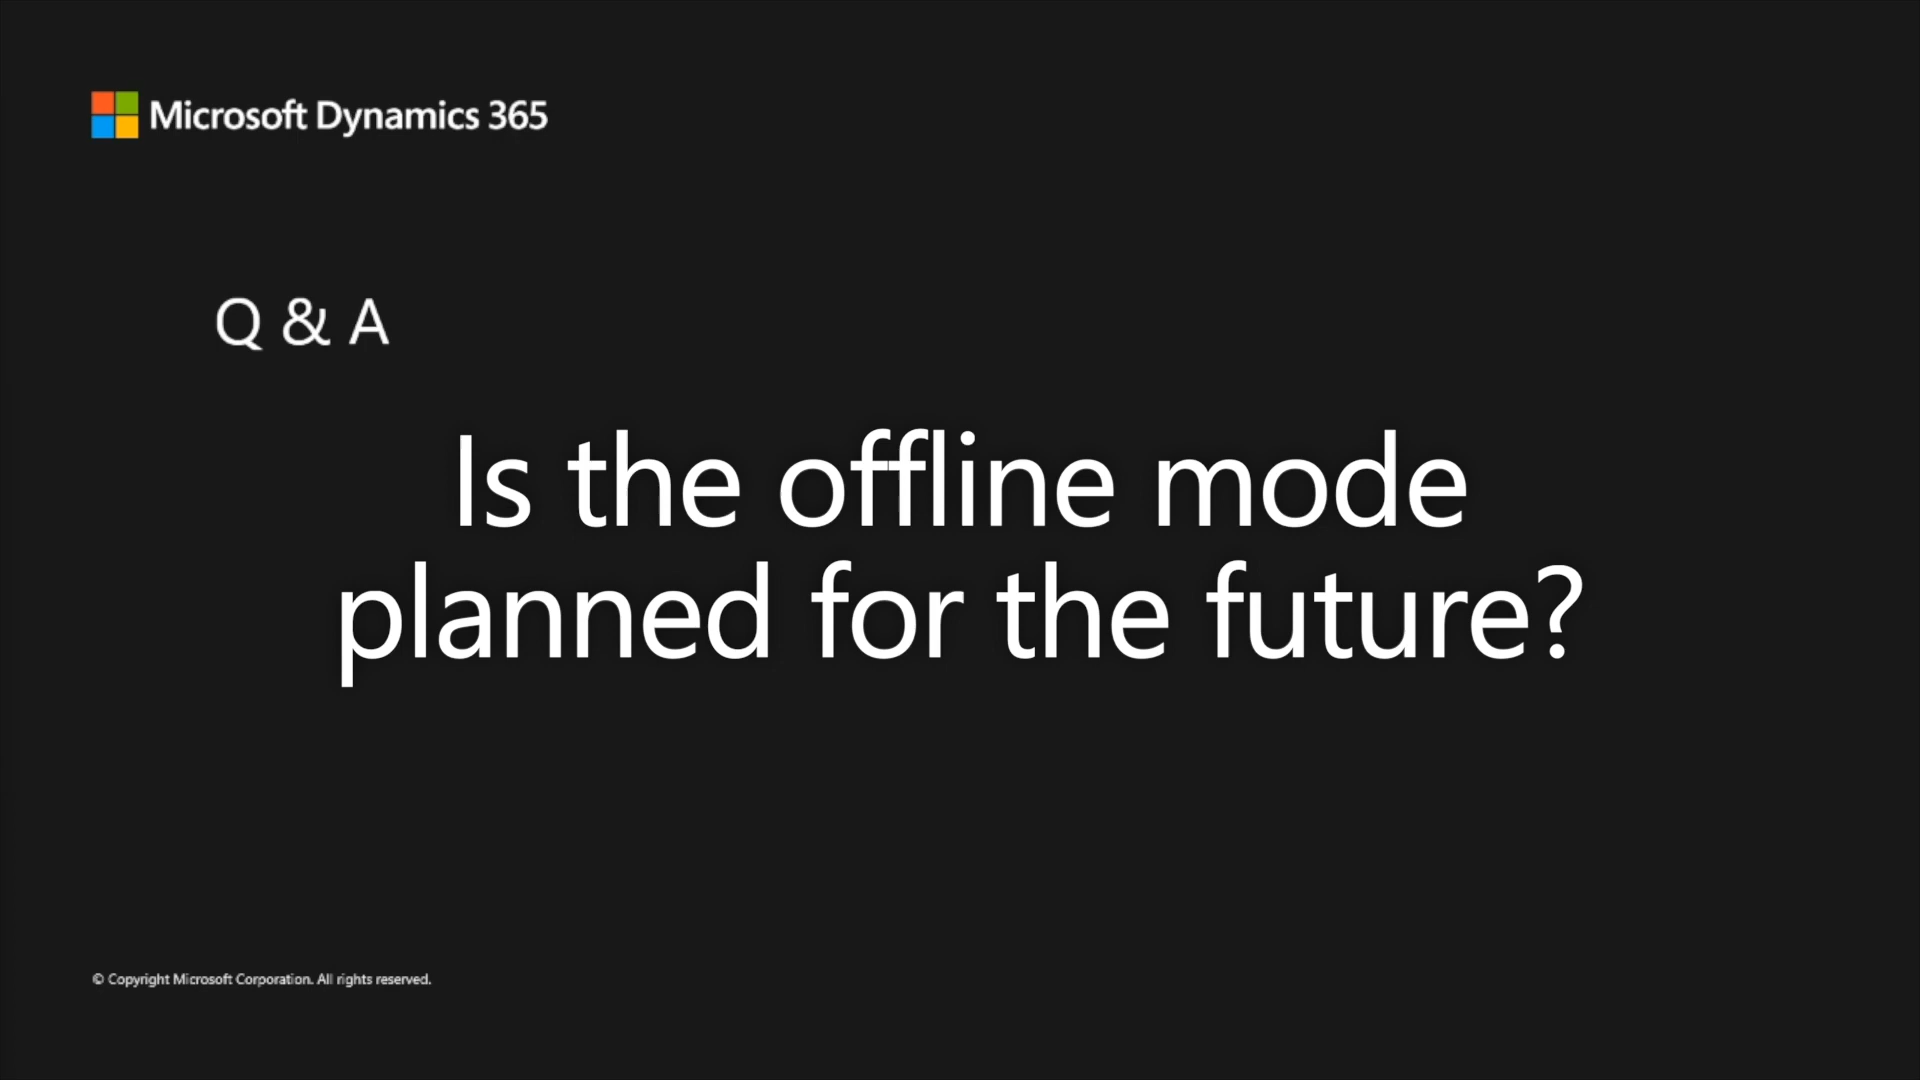 Microsoft Dynamics 365
Q & A
Is the offline mode
planned for the future?
© Copyright Microsoft Corporation. All rights reserved.